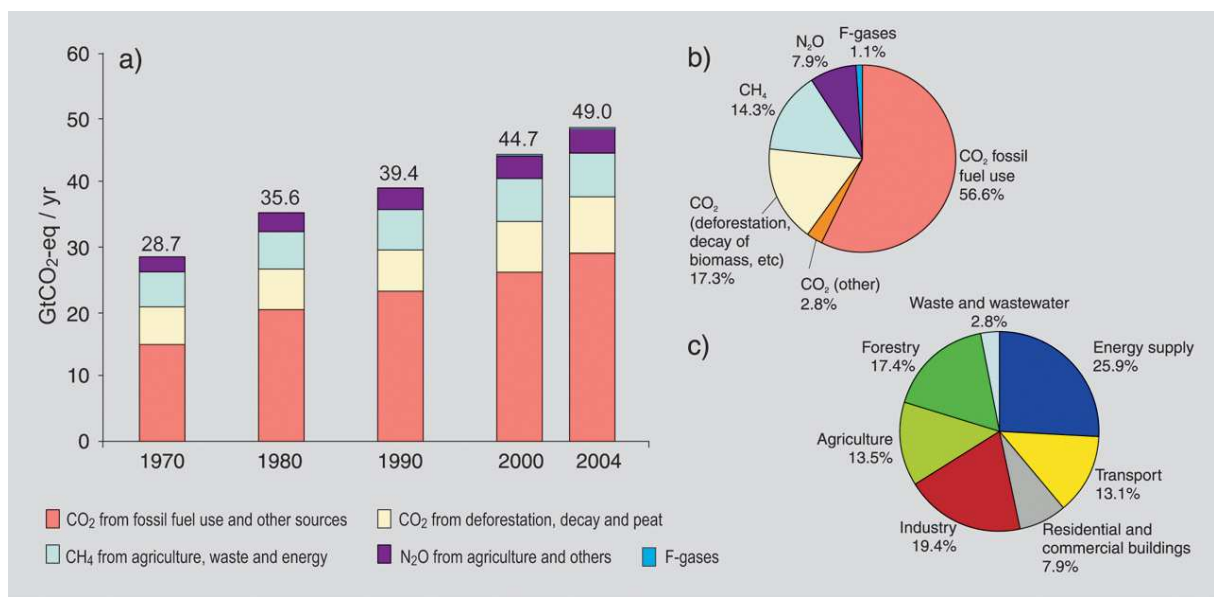 a)
GtCO₂-eq / yr
60
50
40
30
20
10
0
28.7
35.6
39.4
44.7
49.0
1970
1980
1990
2000
2004
CO₂ from fossil fuel use and other sources
CO₂ from deforestation, decay and peat
CH₄ from agriculture, waste and energy
N₂O from agriculture and others
F-gases
b)
F-gases
1.1%
N₂O
7.9%
CH₄
14.3%
CO₂ fossil
fuel use
56.6%
CO₂
(deforestation,
decay of
biomass, etc)
17.3%
CO₂ (other)
2.8%
c)
Waste and wastewater
2.8%
Forestry
17.4%
Energy supply
25.9%
Agriculture
13.5%
Transport
13.1%
Industry
19.4%
Residential and
commercial buildings
7.9%